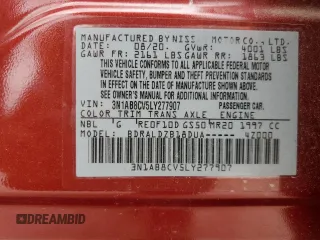 MANUFACTURED BY NISS MOTOR CO., LTD.
DATE: 08/20 GVWR: 4001 LBS
GAWR FR: 2161 LBS GAWR RR: 1863 LBS
THIS VEHICLE CONFORMS TO ALL APPLICABLE FEDERAL MOTOR
VEHICLE SAFETY, BUMPER AND THEFT PREVENTION STANDARDS
IN EFFECT ON THE DATE OF MANUFACTURE SHOWN ABOVE.
SEE OWNER'S MANUAL FOR ADDITIONAL INFORMATION
VIN: 3N1AB8CV5LY277907 PASSENGER CAR.
COLOR TRIM TRANS AXLE ENGINE
NBL G RE0F10D GS50 MR20 1997 CC
MODEL: BDRALDZB18DUA----- 4Z000
3N1AB8CV5LY277907
DREAMBID